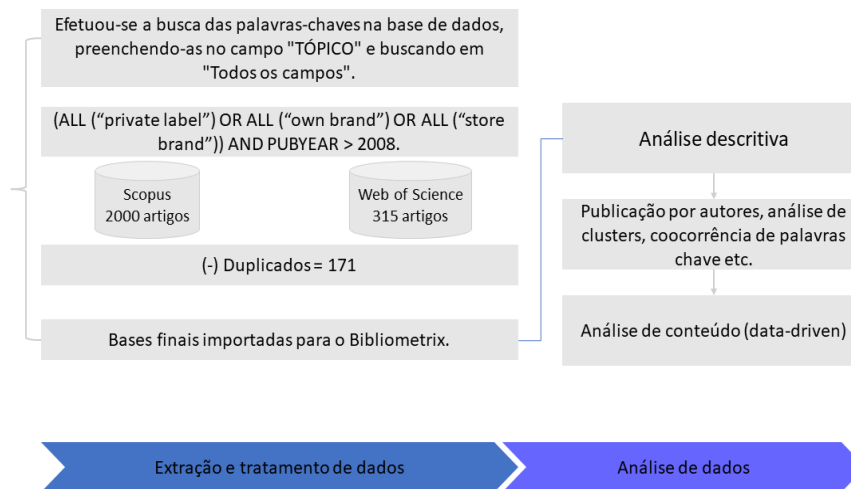 Efetuou-se a busca das palavras-chaves na base de dados,
preenchendo-as no campo "TÓPICO" e buscando em
"Todos os campos".
(ALL (“private label”) OR ALL (“own brand”) OR ALL (“store
brand”)) AND PUBYEAR > 2008.
Scopus
2000 artigos
Web of Science
315 artigos
(-) Duplicados = 171
Bases finais importadas para o Bibliometrix.
Análise descritiva
Publicação por autores, análise de
clusters, coocorrência de palavras
chave etc.
Análise de conteúdo (data-driven)
Extração e tratamento de dados
Análise de dados